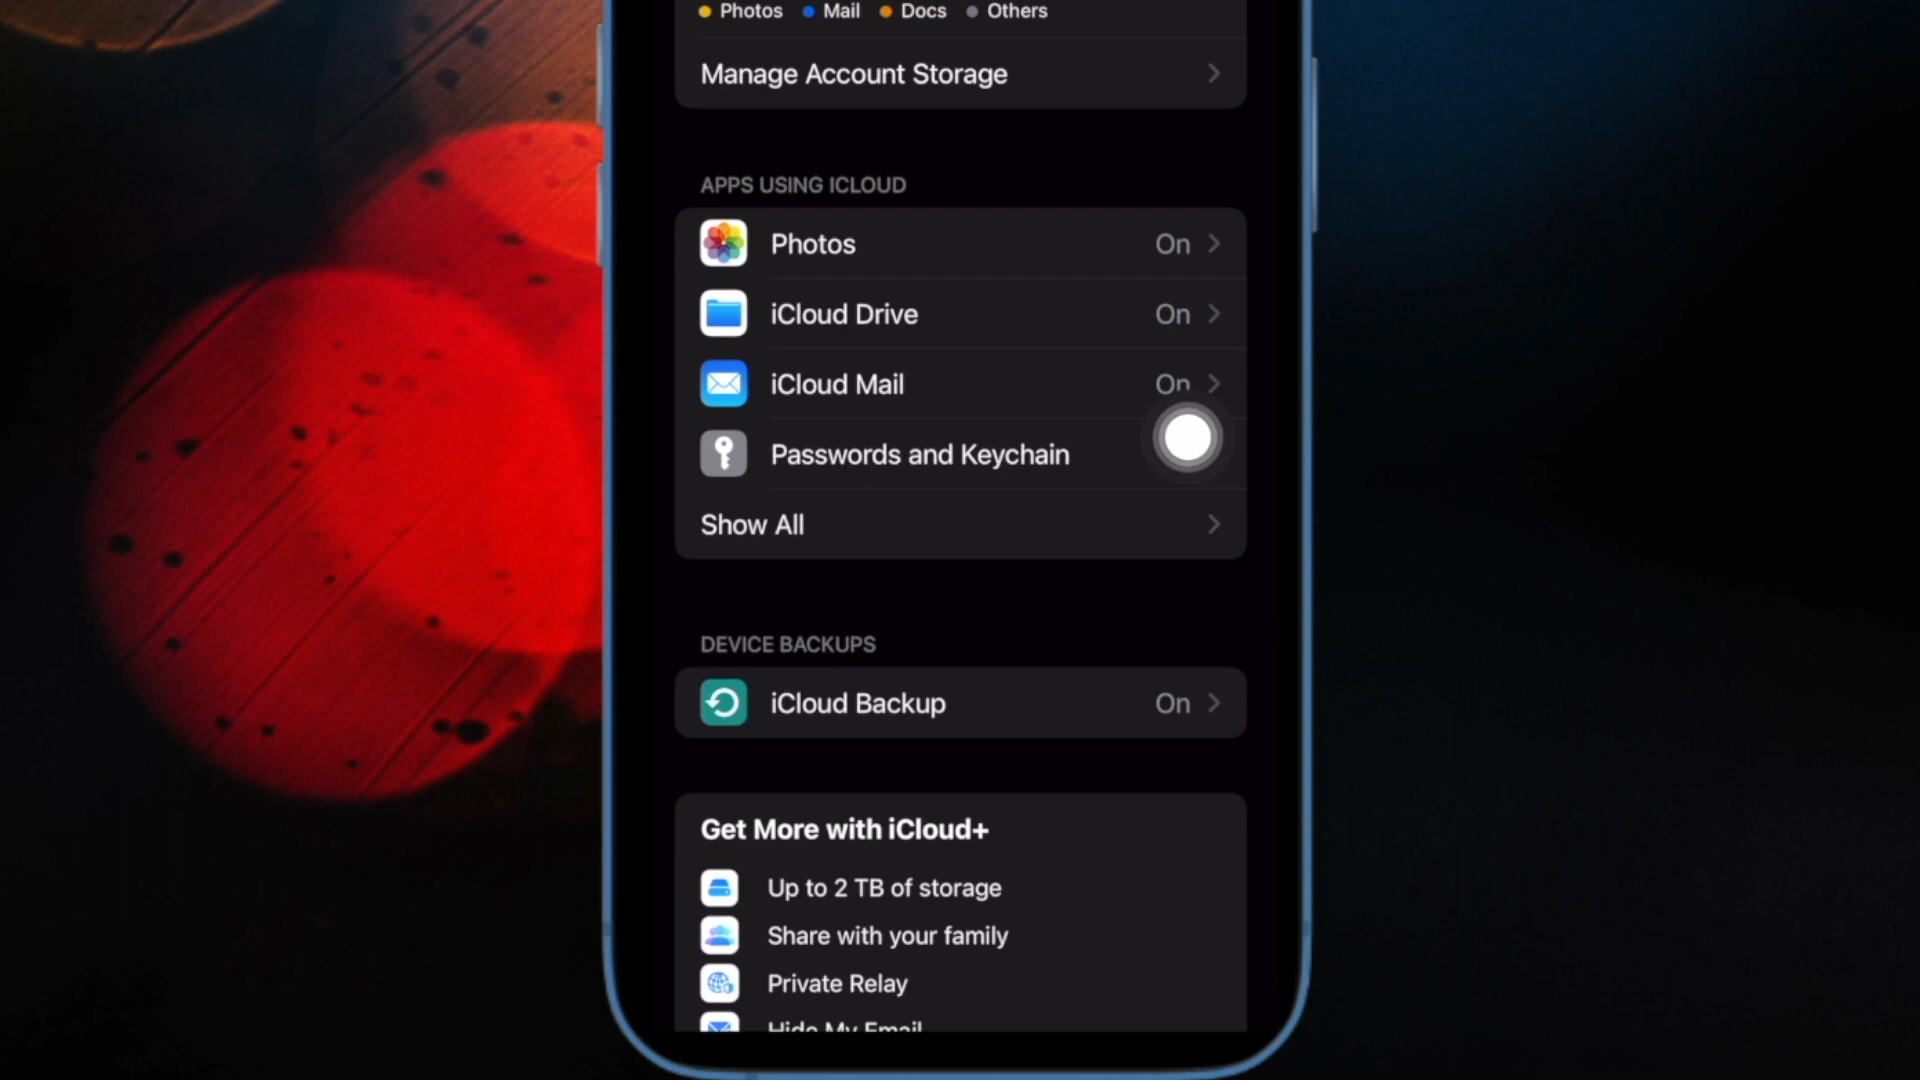 Photos Mail Docs Others
Manage Account Storage
APPS USING ICLOUD
Photos On
iCloud Drive On
iCloud Mail On
Passwords and Keychain
Show All
DEVICE BACKUPS
iCloud Backup On
Get More with iCloud+
Up to 2 TB of storage
Share with your family
Private Relay
Hide My Email